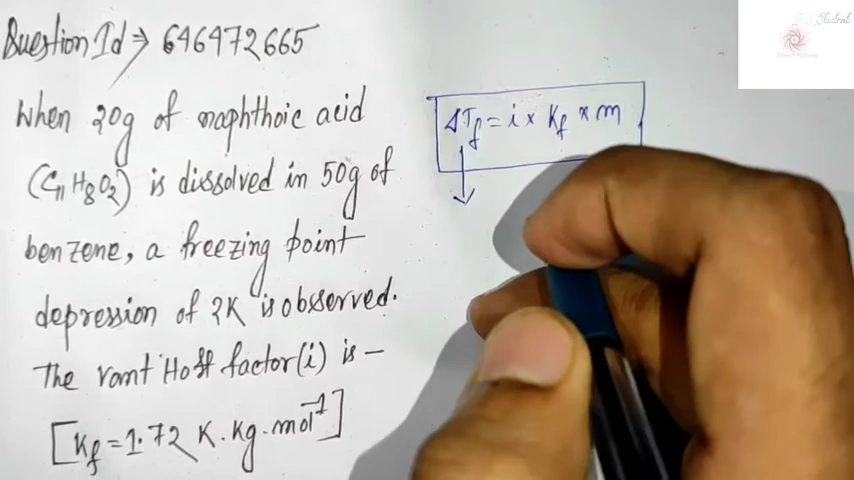 Question Id ⇒ 646472665
When 20g of naphthoic acid
(C11H8O2) is dissolved in 50g of
benzene, a freezing point
depression of 2K is obsserved.
The vant Hoff factor(i) is —
[Kf = 1.72 K.kg.mol⁻¹]
ΔTf = i × Kf × m